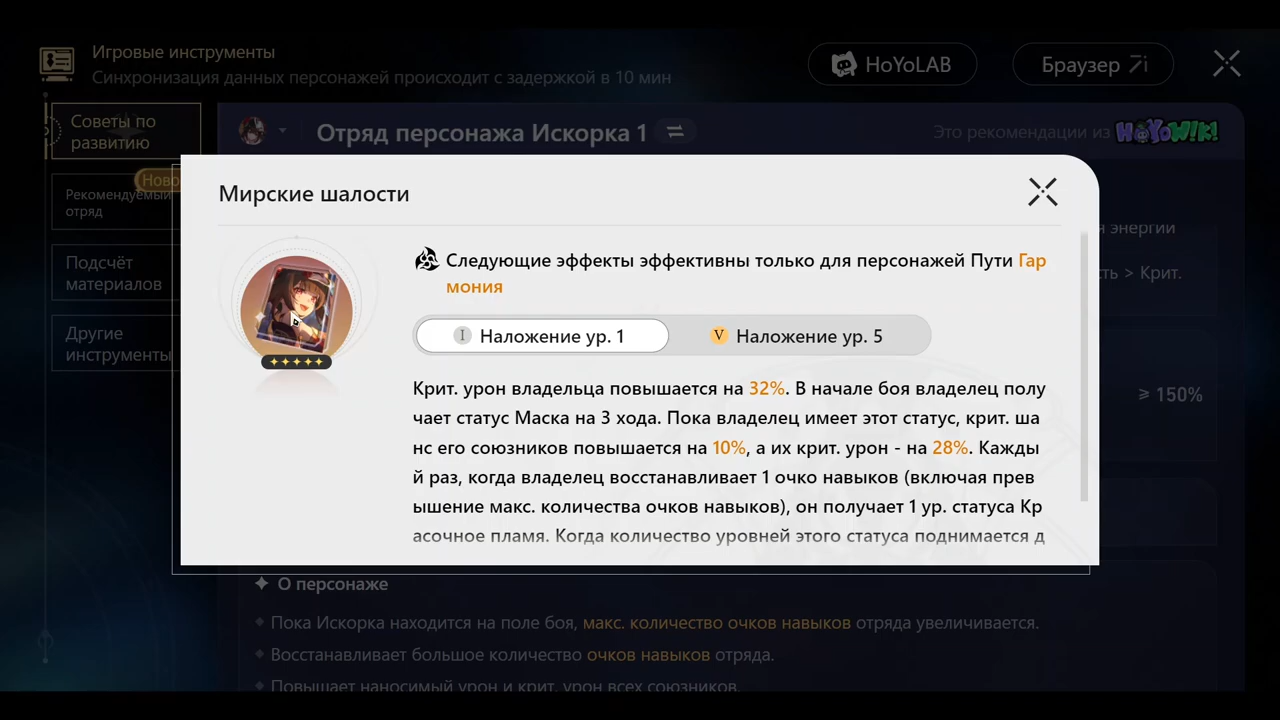 Игровые инструменты
Синхронизация данных персонажей происходит с задержкой в 10 мин
HoYoLAB
Браузер
Советы по
развитию
Отряд персонажа Искорка 1
Это рекомендации из HoYoWiki!
Ново
Рекомендуемый
отряд
Подсчёт
материалов
Другие
инструменты
Мирские шалости
я энергии
сть > Крит.
≥ 150%
Следующие эффекты эффективны только для персонажей Пути Гар
мония
I Наложение ур. 1
V Наложение ур. 5
Крит. урон владельца повышается на 32%. В начале боя владелец полу
чает статус Маска на 3 хода. Пока владелец имеет этот статус, крит. ша
нс его союзников повышается на 10%, а их крит. урон - на 28%. Кажды
й раз, когда владелец восстанавливает 1 очко навыков (включая прев
ышение макс. количества очков навыков), он получает 1 ур. статуса Кр
асочное пламя. Когда количество уровней этого статуса поднимается д
О персонаже
Пока Искорка находится на поле боя, макс. количество очков навыков отряда увеличивается.
Восстанавливает большое количество очков навыков отряда.
Повышает наносимый урон и крит. урон всех союзников.